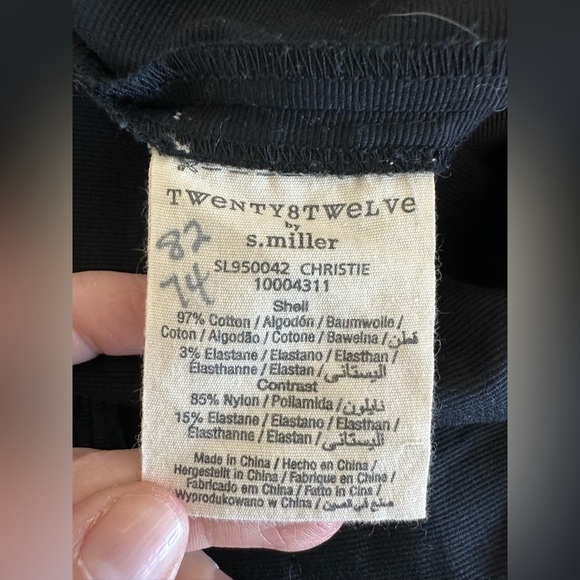 TWENTY8TWELVE
by
s.miller
82
74
SL950042 CHRISTIE
10004311
Shell
97% Cotton / Algodón / Baumwolle /
Coton / Algodão / Cotone / Bawelna / قطن
3% Elastane / Elastano / Elasthan /
Élasthanne / Elastan / اليستاني
Contrast
85% Nylon / Poliamida / نايلون
15% Elastane / Elastano / Elasthan /
Élasthanne / Elastan / اليستاني
Made in China / Hecho en China /
Hergestellt in China / Fabrique en Chine /
Fabricado em China / Fatto in Cina /
Wyprodukowano w China / صنع في الصين